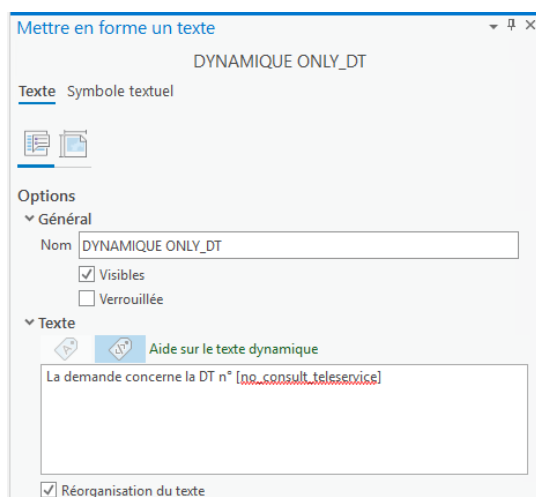 Mettre en forme un texte
DYNAMIQUE ONLY_DT
Texte Symbole textuel
Options
Général
Nom DYNAMIQUE ONLY_DT
Visibles
Verrouillée
Texte
Aide sur le texte dynamique
La demande concerne la DT n° [no_consult_teleservice]
Réorganisation du texte